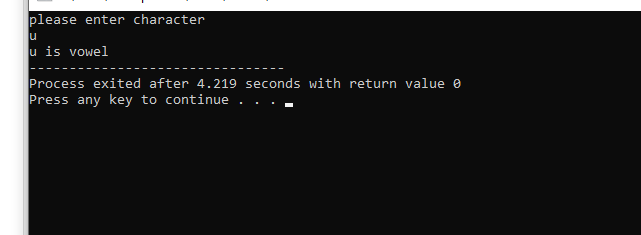 please enter character
u
u is vowel
--------------------------------
Process exited after 4.219 seconds with return value 0
Press any key to continue . . .